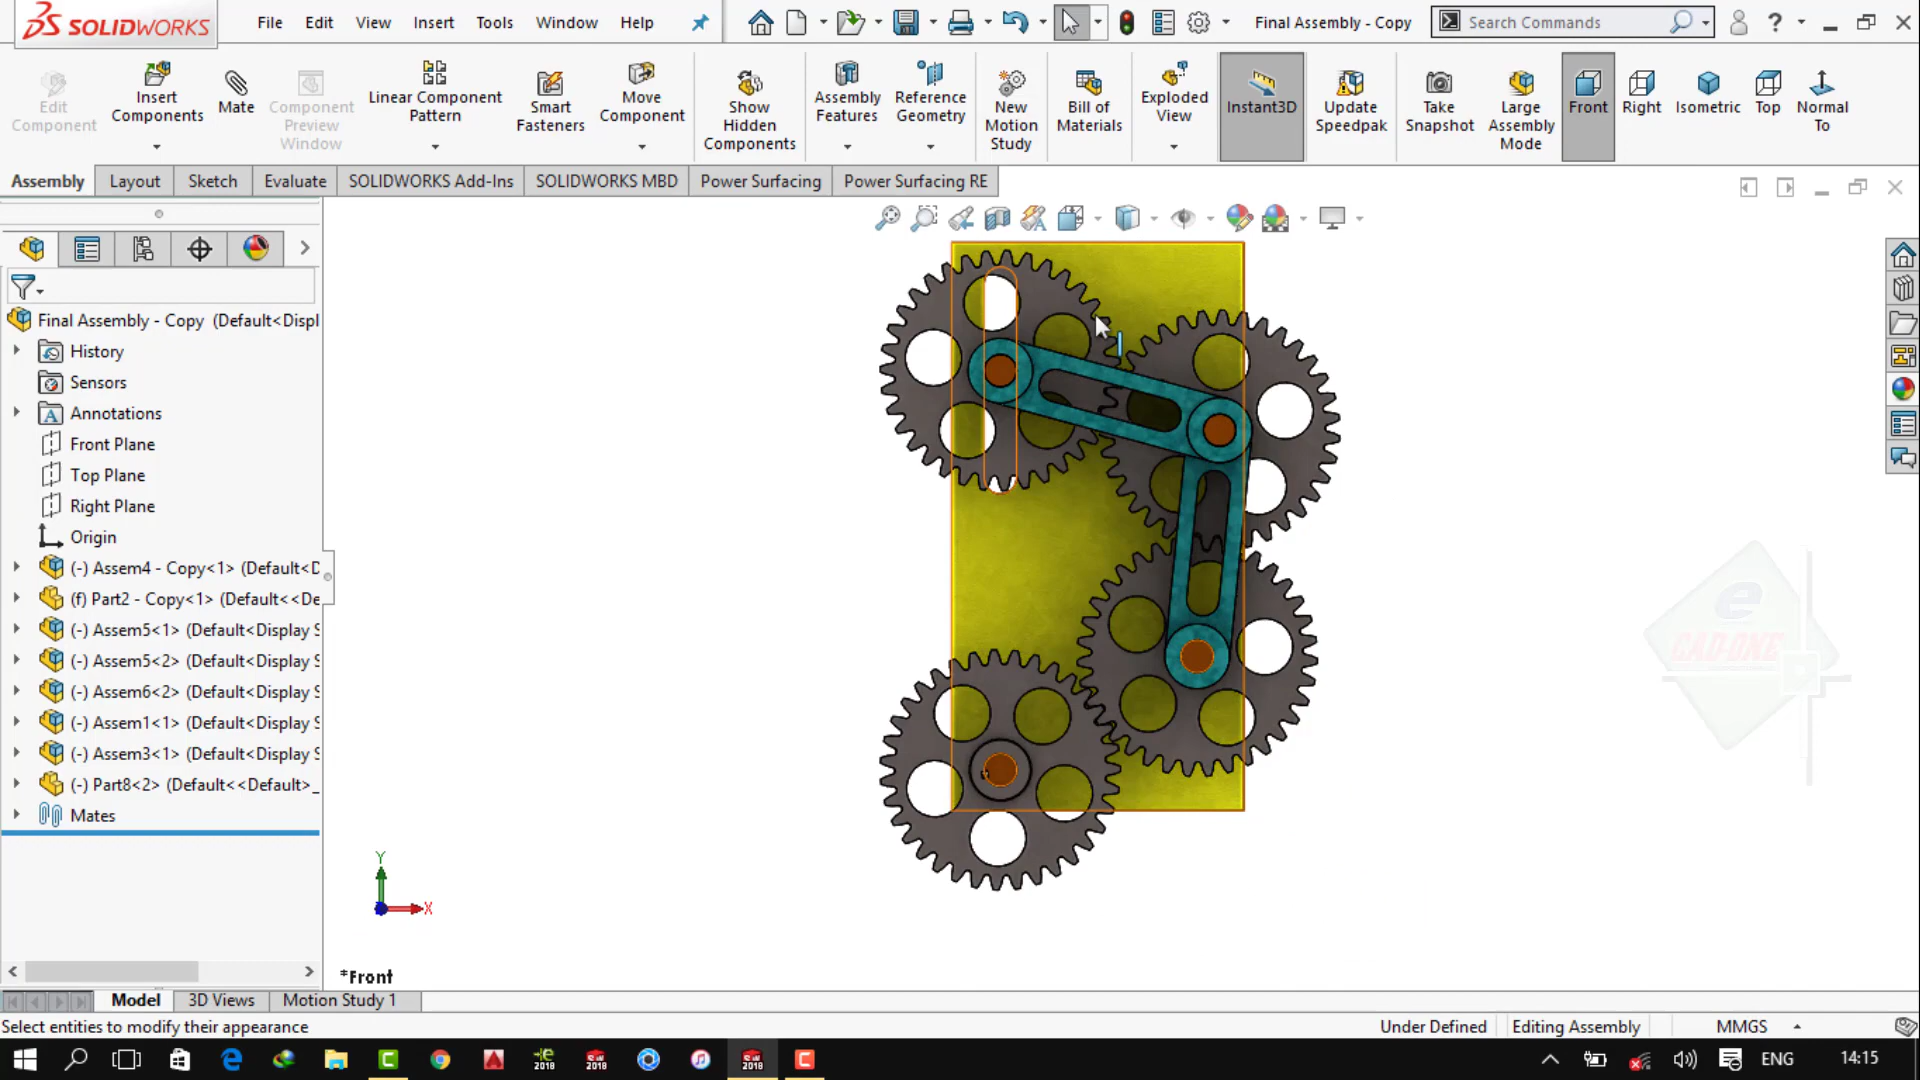 SOLIDWORKS File Edit View Insert Tools Window Help Final Assembly - Copy Search Commands ?
Edit Component
Insert Components
Mate
Component Preview Window
Linear Component Pattern
Smart Fasteners
Move Component
Show Hidden Components
Assembly Features
Reference Geometry
New Motion Study
Bill of Materials
Exploded View
Instant3D
Update Speedpak
Take Snapshot
Large Assembly Mode
Front
Right
Isometric
Top
Normal To
Assembly Layout Sketch Evaluate SOLIDWORKS Add-Ins SOLIDWORKS MBD Power Surfacing Power Surfacing RE
Final Assembly - Copy (Default<Displ
History
Sensors
Annotations
Front Plane
Top Plane
Right Plane
Origin
(-) Assem4 - Copy<1> (Default<D
(f) Part2 - Copy<1> (Default<<De
(-) Assem5<1> (Default<Display S
(-) Assem5<2> (Default<Display S
(-) Assem6<2> (Default<Display S
(-) Assem1<1> (Default<Display S
(-) Assem3<1> (Default<Display S
(-) Part8<2> (Default<<Default>_
Mates
e
CAD-ONE
Y
X
*Front
Model 3D Views Motion Study 1
Select entities to modify their appearance Under Defined Editing Assembly MMGS
2018 2018 2018 ENG 14:15